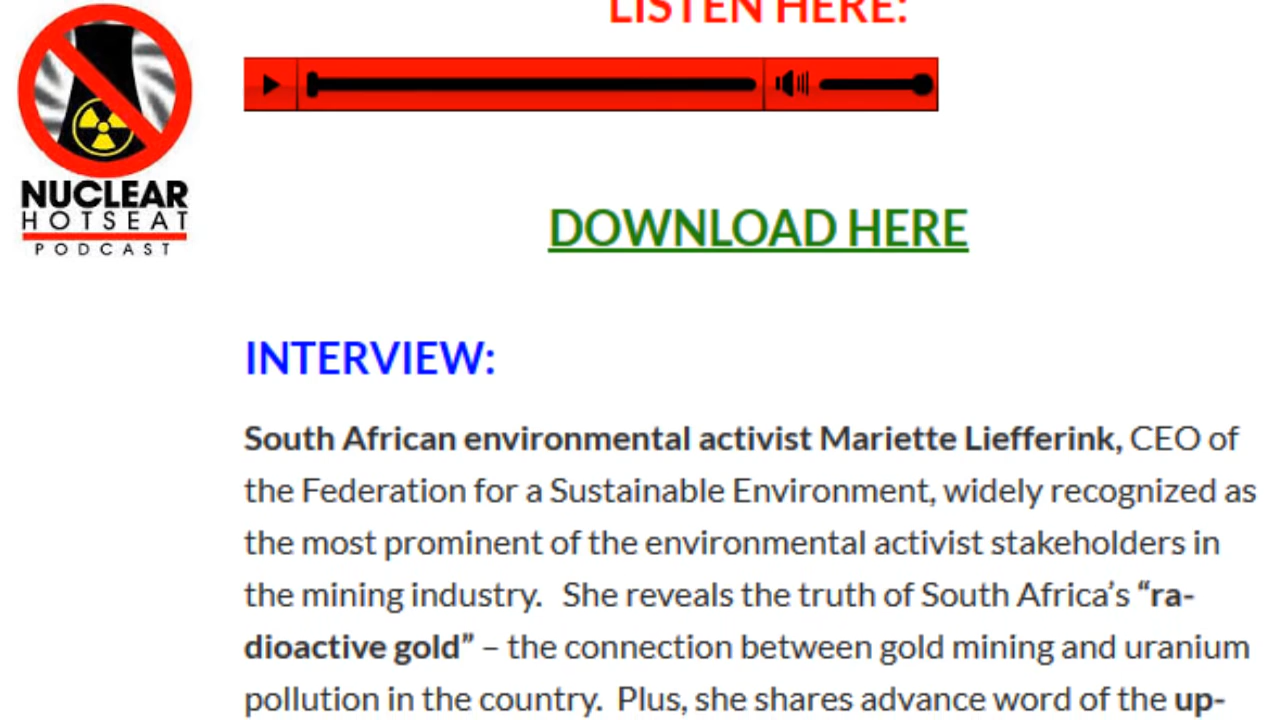 LISTEN HERE:
NUCLEAR
HOTSEAT
PODCAST
DOWNLOAD HERE
INTERVIEW:
South African environmental activist Mariette Liefferink, CEO of
the Federation for a Sustainable Environment, widely recognized as
the most prominent of the environmental activist stakeholders in
the mining industry.   She reveals the truth of South Africa’s “ra-
dioactive gold” – the connection between gold mining and uranium
pollution in the country.  Plus, she shares advance word of the up-